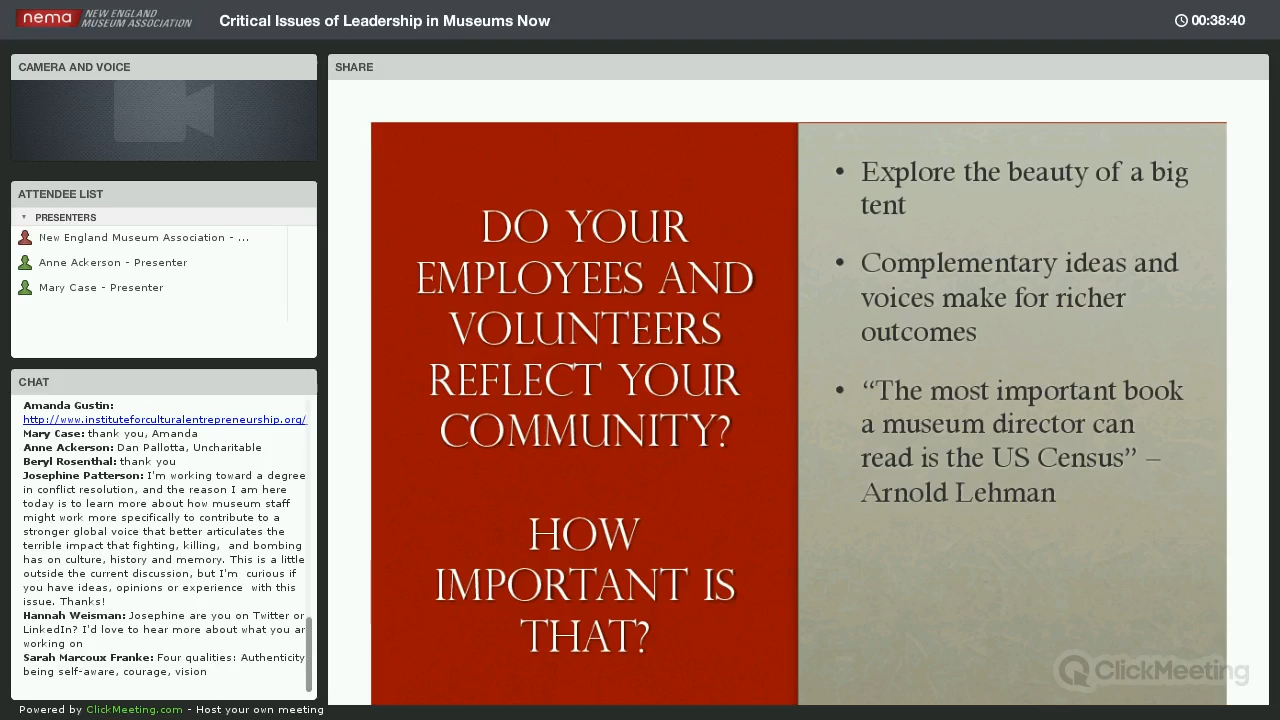 nema NEW ENGLAND
MUSEUM ASSOCIATION
Critical Issues of Leadership in Museums Now
00:38:40
CAMERA AND VOICE
ATTENDEE LIST
PRESENTERS
New England Museum Association - ...
Anne Ackerson - Presenter
Mary Case - Presenter
CHAT
Amanda Gustin:
http://www.instituteforculturalentrepreneurship.org/
Mary Case: thank you, Amanda
Anne Ackerson: Dan Pallotta, Uncharitable
Beryl Rosenthal: thank you
Josephine Patterson: I'm working toward a degree
in conflict resolution, and the reason I am here
today is to learn more about how museum staff
might work more specifically to contribute to a
stronger global voice that better articulates the
terrible impact that fighting, killing, and bombing
has on culture, history and memory. This is a little
outside the current discussion, but I'm curious if
you have ideas, opinions or experience with this
issue. Thanks!
Hannah Weisman: Josephine are you on Twitter or
LinkedIn? I'd love to hear more about what you ar
working on
Sarah Marcoux Franke: Four qualities: Authenticity
being self-aware, courage, vision
Powered by ClickMeeting.com - Host your own meeting
SHARE
DO YOUR
EMPLOYEES AND
VOLUNTEERS
REFLECT YOUR
COMMUNITY?
HOW
IMPORTANT IS
THAT?
• Explore the beauty of a big
tent
• Complementary ideas and
voices make for richer
outcomes
• “The most important book
a museum director can
read is the US Census” –
Arnold Lehman
ClickMeeting